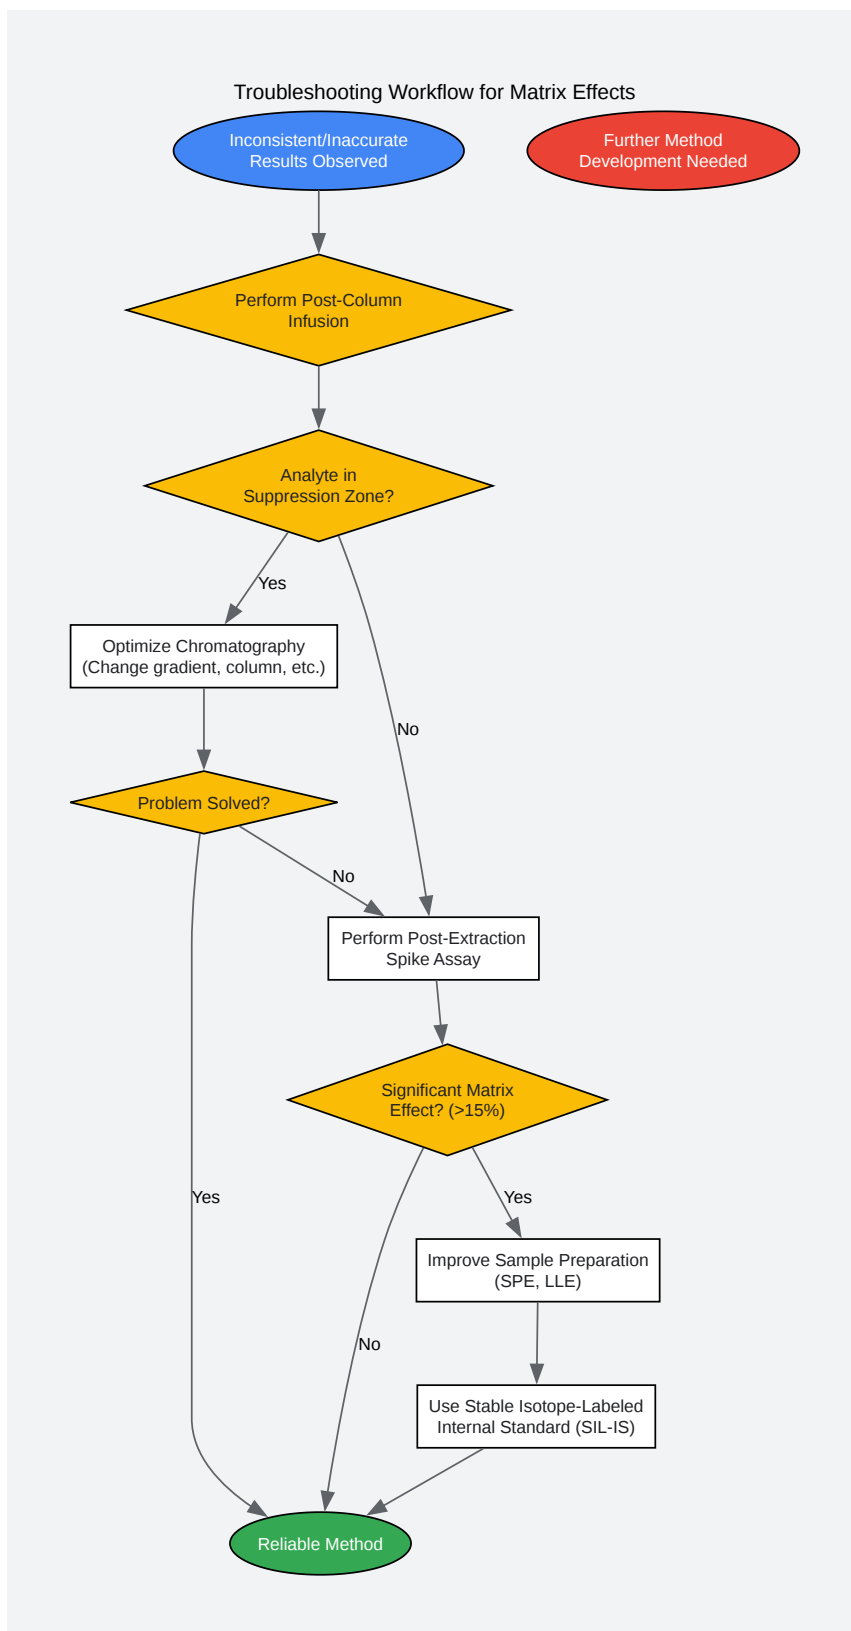 Troubleshooting Workflow for Matrix Effects
Inconsistent/Inaccurate
Results Observed
Further Method
Development Needed
Perform Post-Column
Infusion
Analyte in
Suppression Zone?
Yes
Optimize Chromatography
(Change gradient, column, etc.)
No
Problem Solved?
No
Perform Post-Extraction
Spike Assay
Significant Matrix
Effect? (>15%)
Yes
Yes
Improve Sample Preparation
(SPE, LLE)
No
Use Stable Isotope-Labeled
Internal Standard (SIL-IS)
Reliable Method